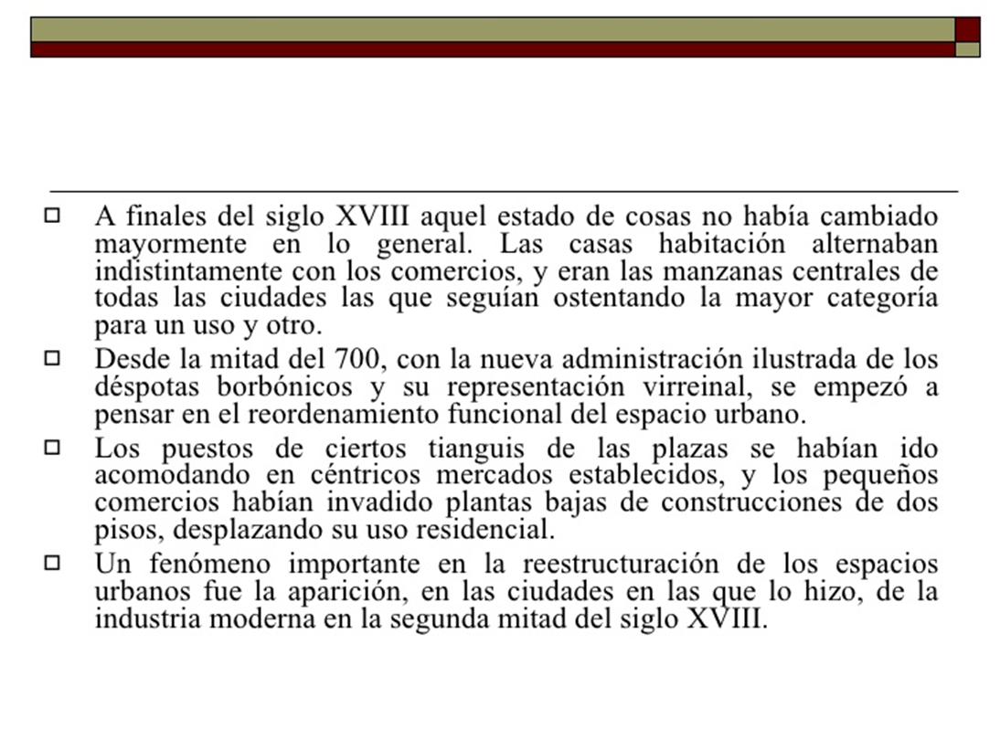 A finales del siglo XVIII aquel estado de cosas no había cambiado
mayormente en lo general. Las casas habitación alternaban
indistintamente con los comercios, y eran las manzanas centrales de
todas las ciudades las que seguían ostentando la mayor categoría
para un uso y otro.
Desde la mitad del 700, con la nueva administración ilustrada de los
déspotas borbónicos y su representación virreinal, se empezó a
pensar en el reordenamiento funcional del espacio urbano.
Los puestos de ciertos tianguis de las plazas se habían ido
acomodando en céntricos mercados establecidos, y los pequeños
comercios habían invadido plantas bajas de construcciones de dos
pisos, desplazando su uso residencial.
Un fenómeno importante en la reestructuración de los espacios
urbanos fue la aparición, en las ciudades en las que lo hizo, de la
industria moderna en la segunda mitad del siglo XVIII.